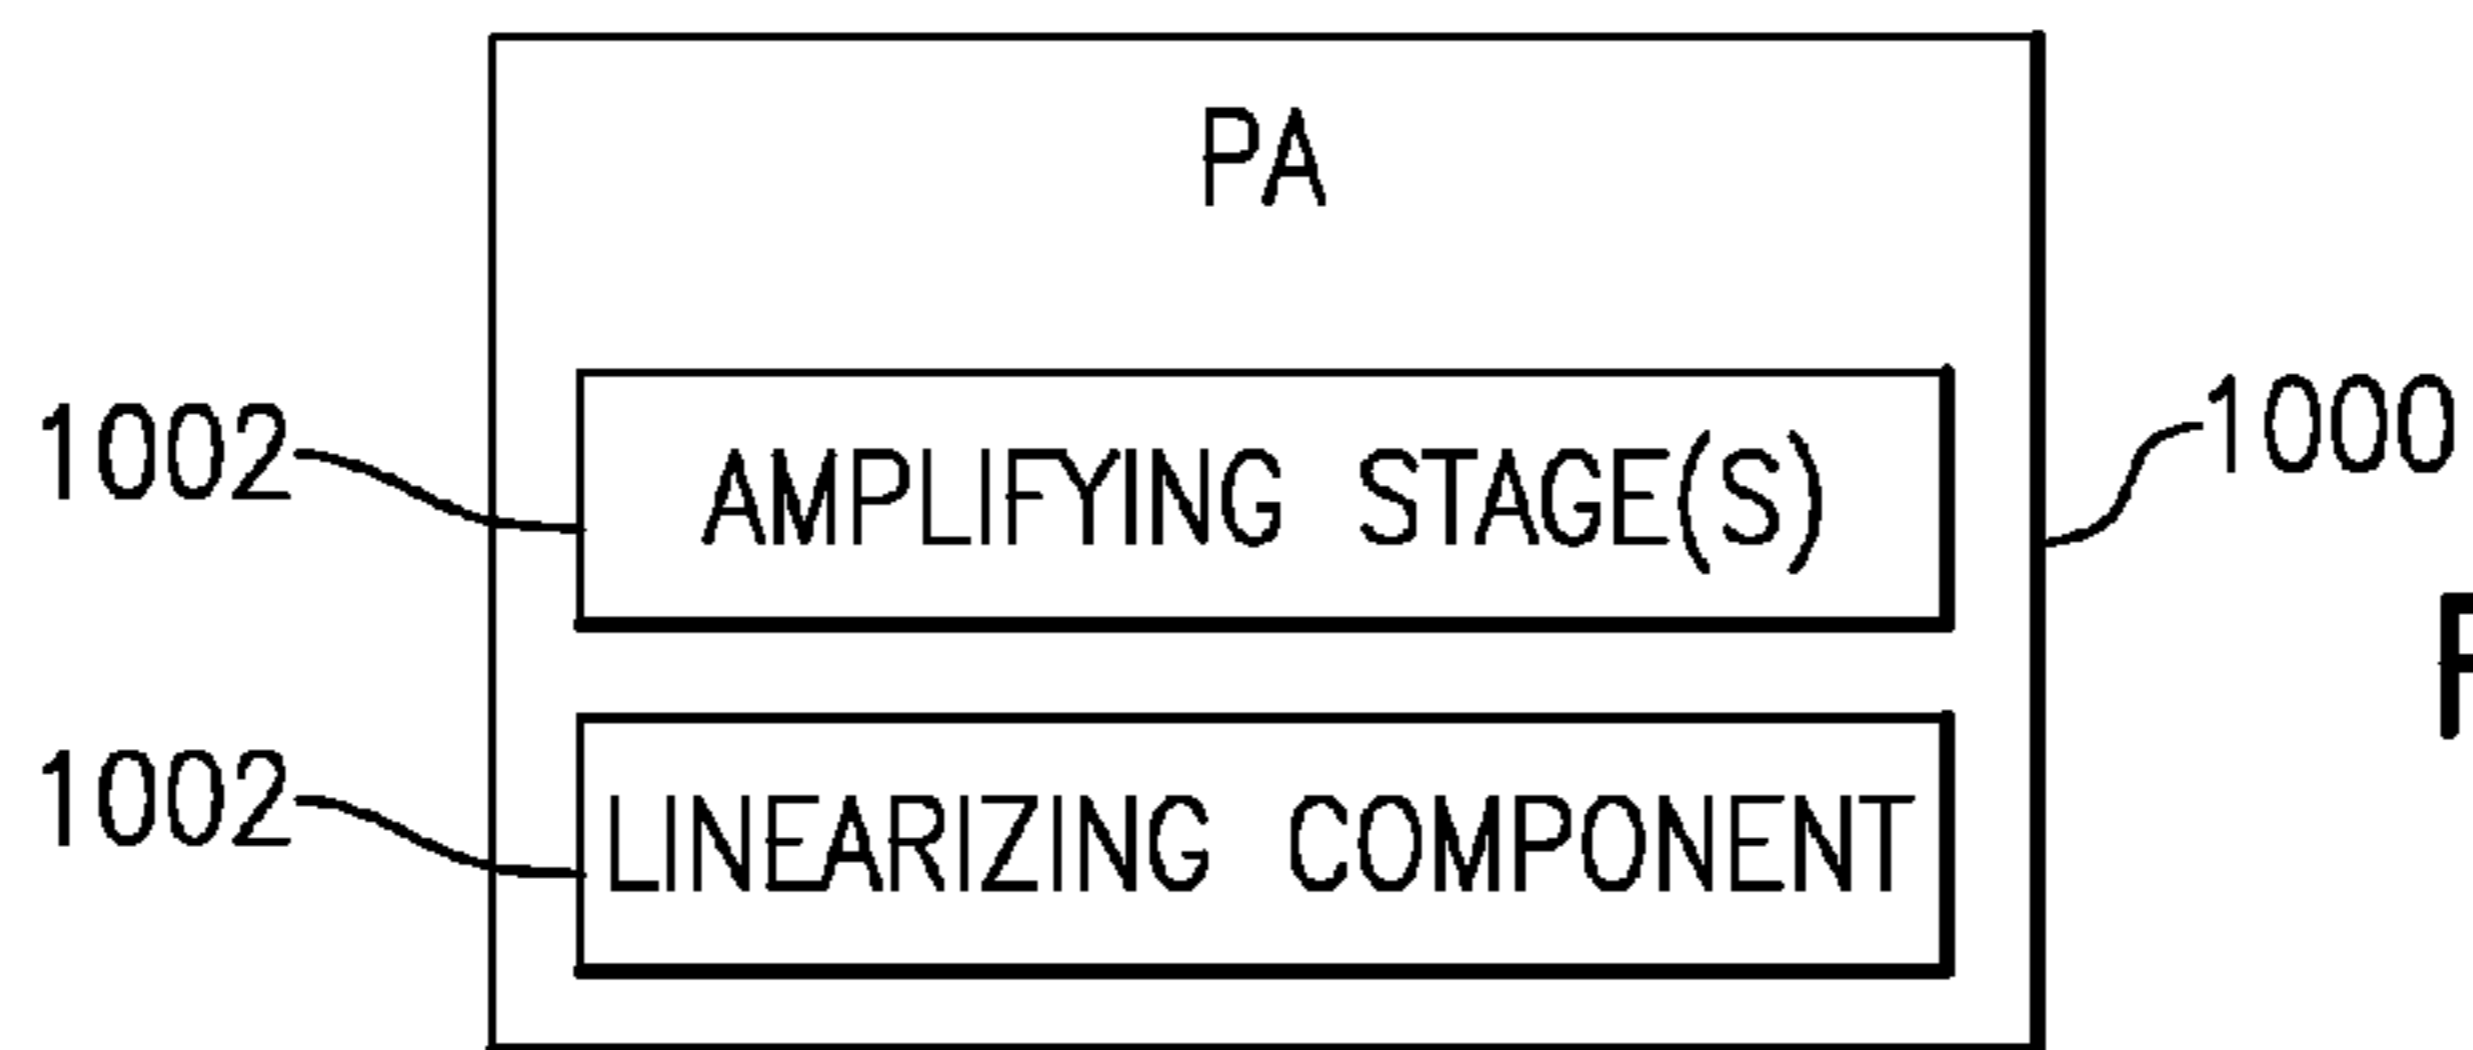 PA
1002
AMPLIFYING STAGE(S)
1000
1002
LINEARIZING COMPONENT